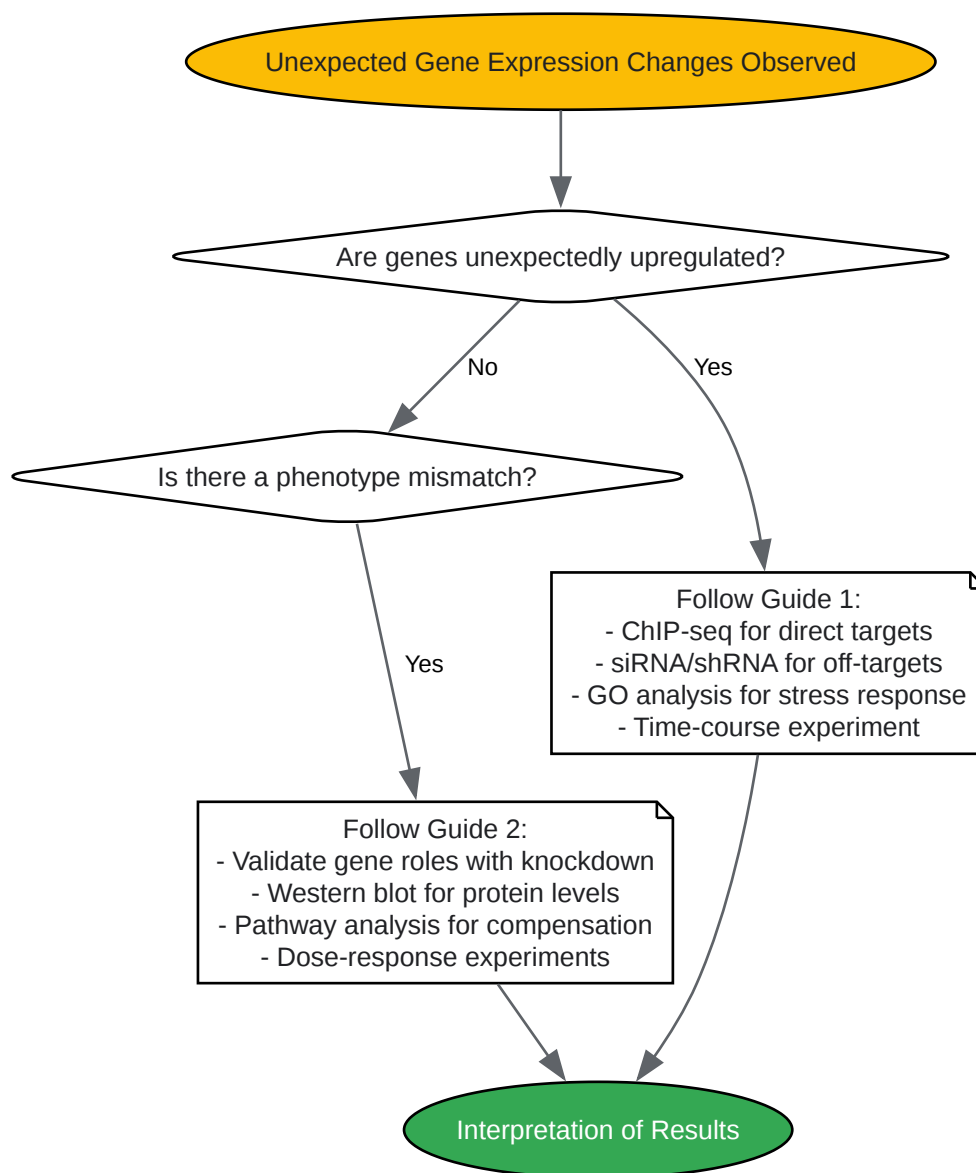 Unexpected Gene Expression Changes Observed
Are genes unexpectedly upregulated?
No
Yes
Is there a phenotype mismatch?
Yes
Follow Guide 1:
- ChIP-seq for direct targets
- siRNA/shRNA for off-targets
- GO analysis for stress response
- Time-course experiment
Follow Guide 2:
- Validate gene roles with knockdown
- Western blot for protein levels
- Pathway analysis for compensation
- Dose-response experiments
Interpretation of Results